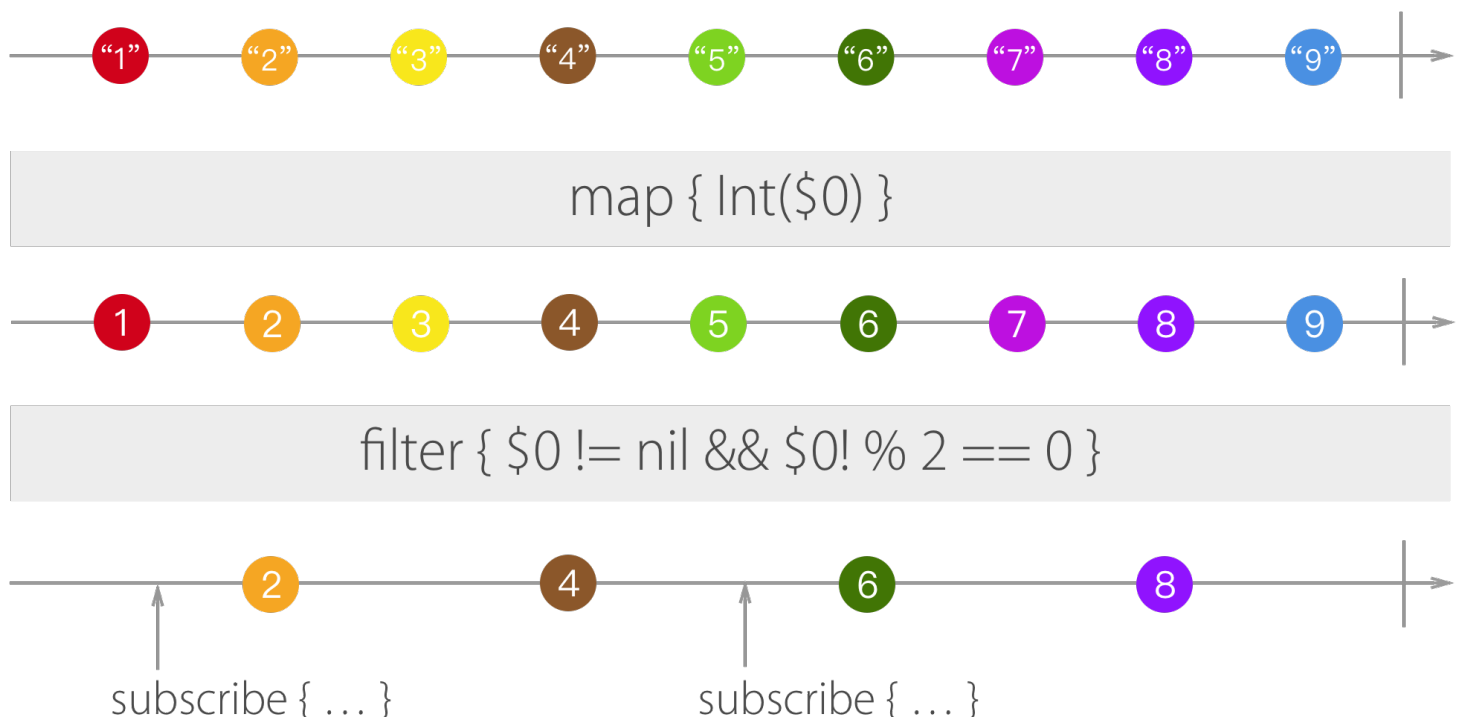 “1” “2” “3” “4” “5” “6” “7” “8” “9”
map { Int($0) }
1 2 3 4 5 6 7 8 9
filter { $0 != nil && $0! % 2 == 0 }
2 4 6 8
subscribe { … } subscribe { … }